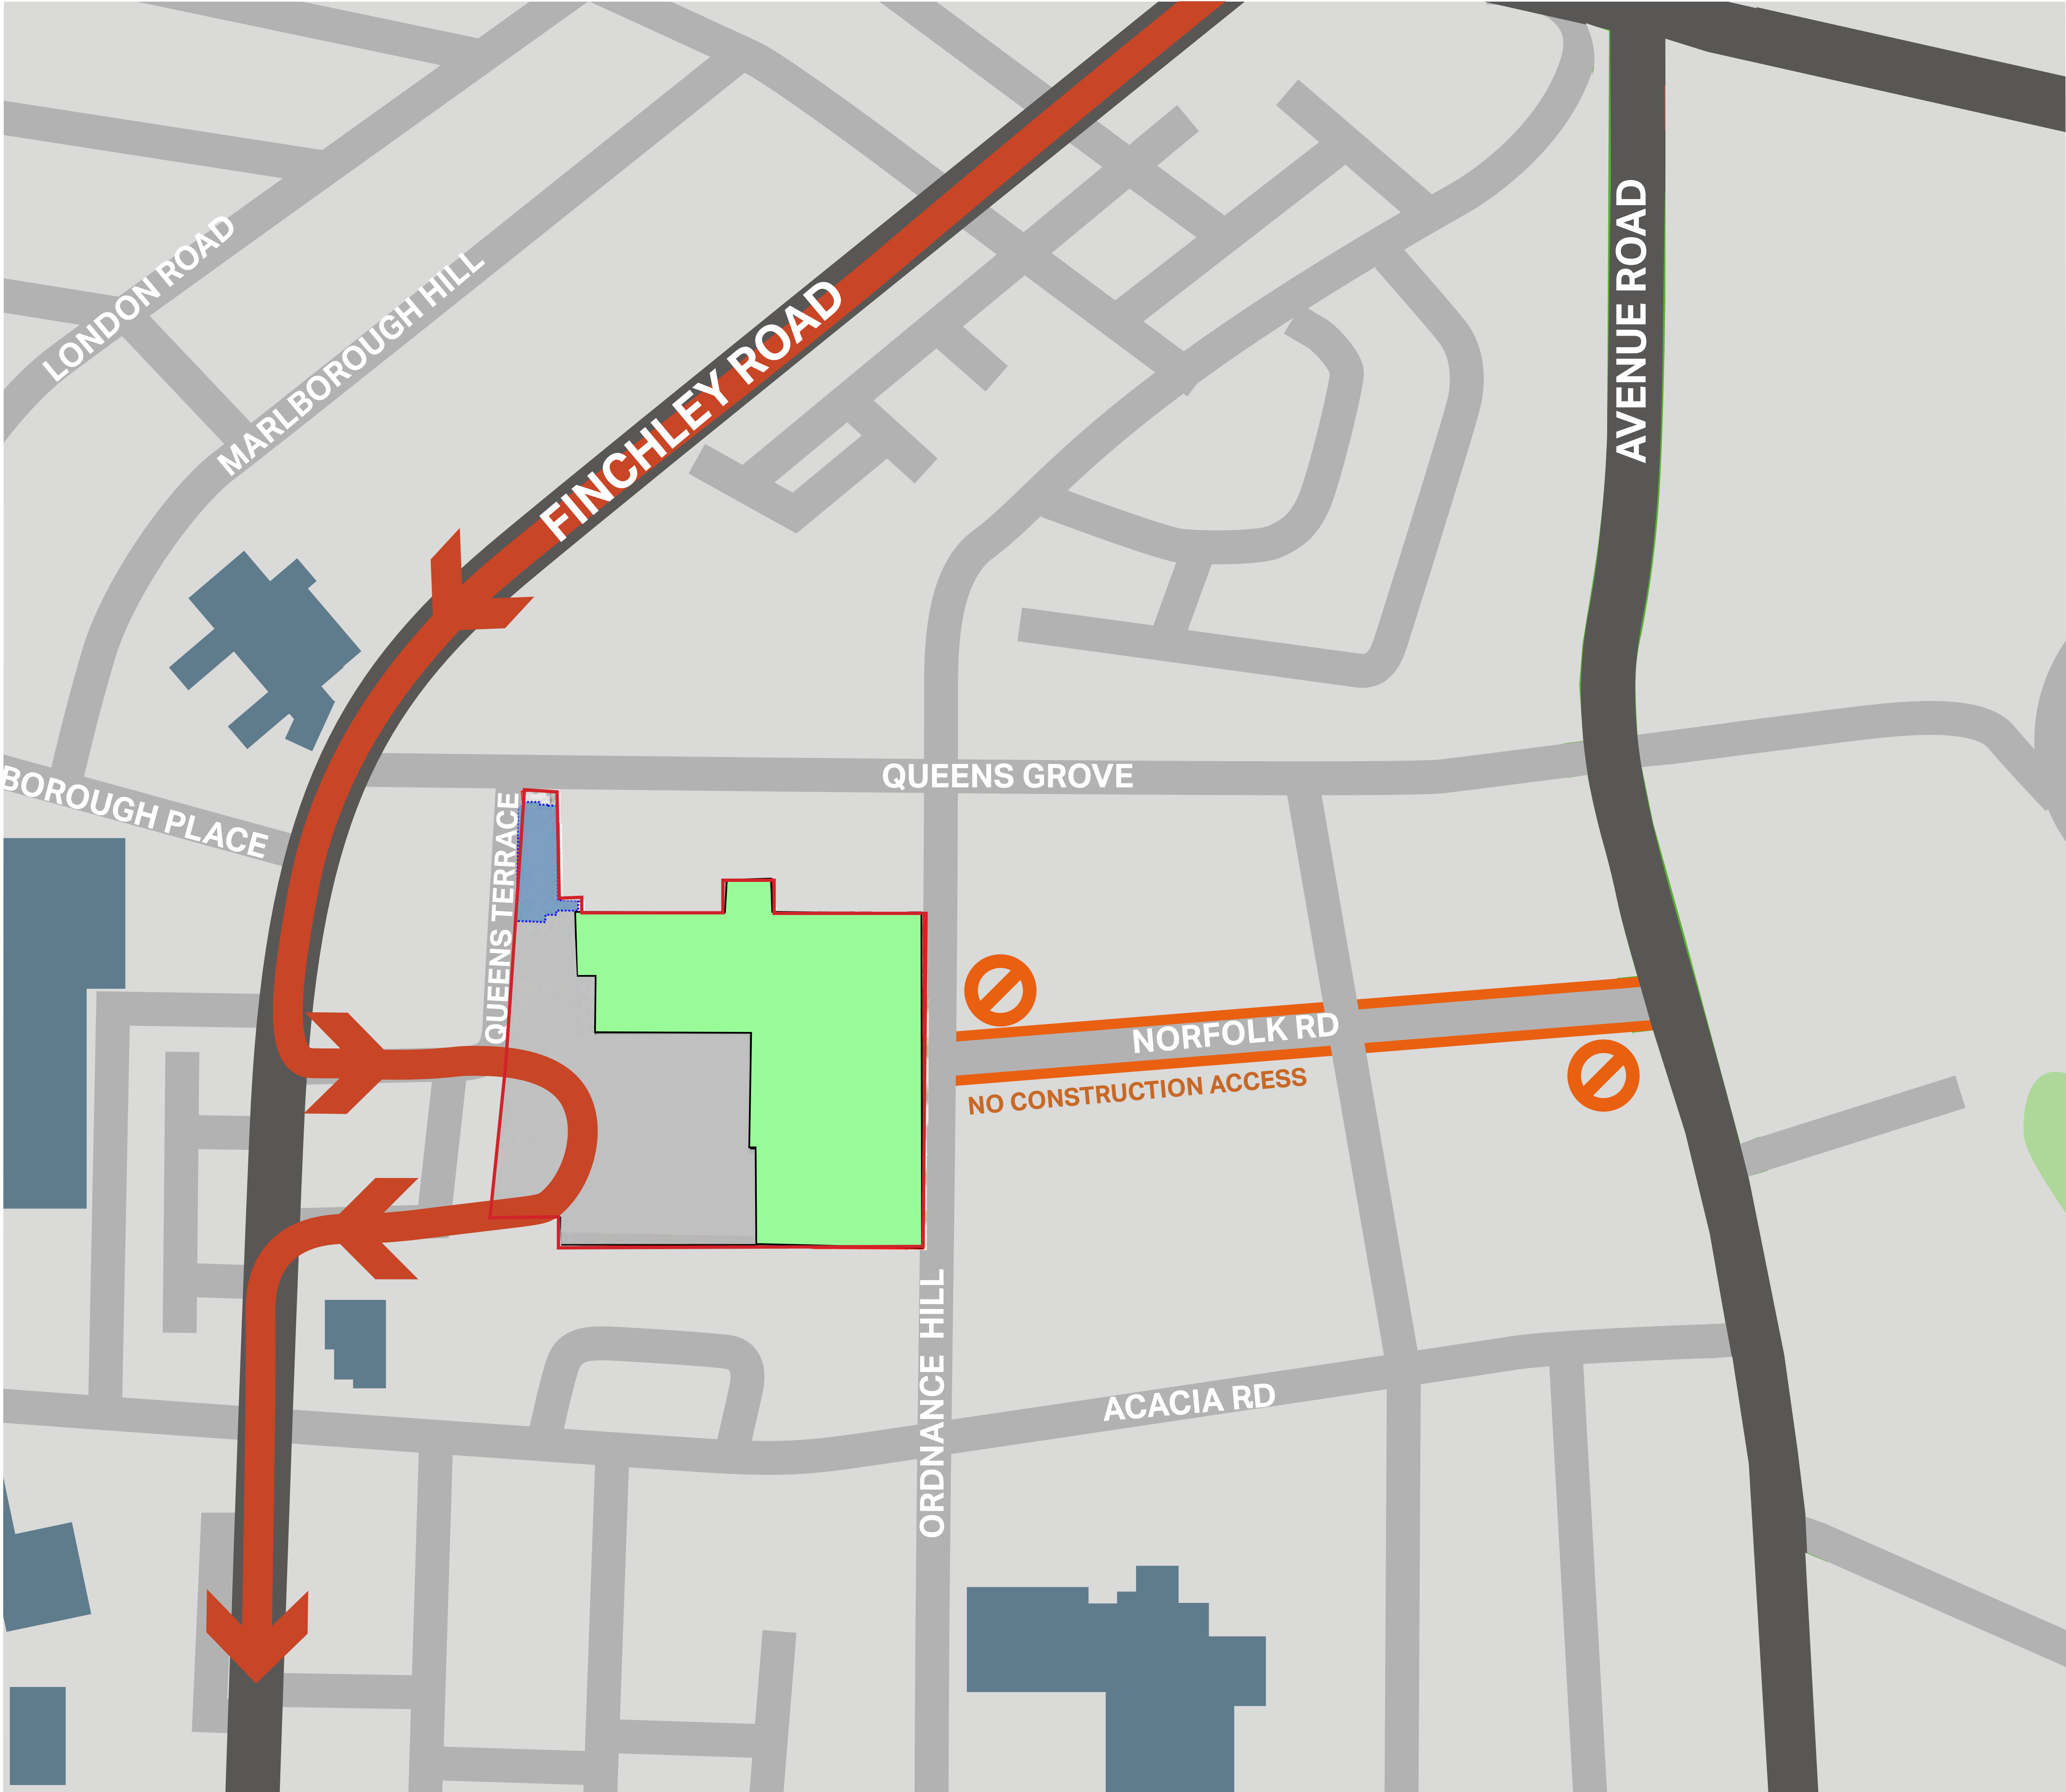 AVENUE ROAD
LONDON ROAD
MARLBOROUGH HILL
FINCHLEY ROAD
BOROUGH PLACE
QUEENS GROVE
QUEENS TERRACE
NORFOLK RD
NO CONSTRUCTION ACCESS
ORDNANCE HILL
ACACIA RD